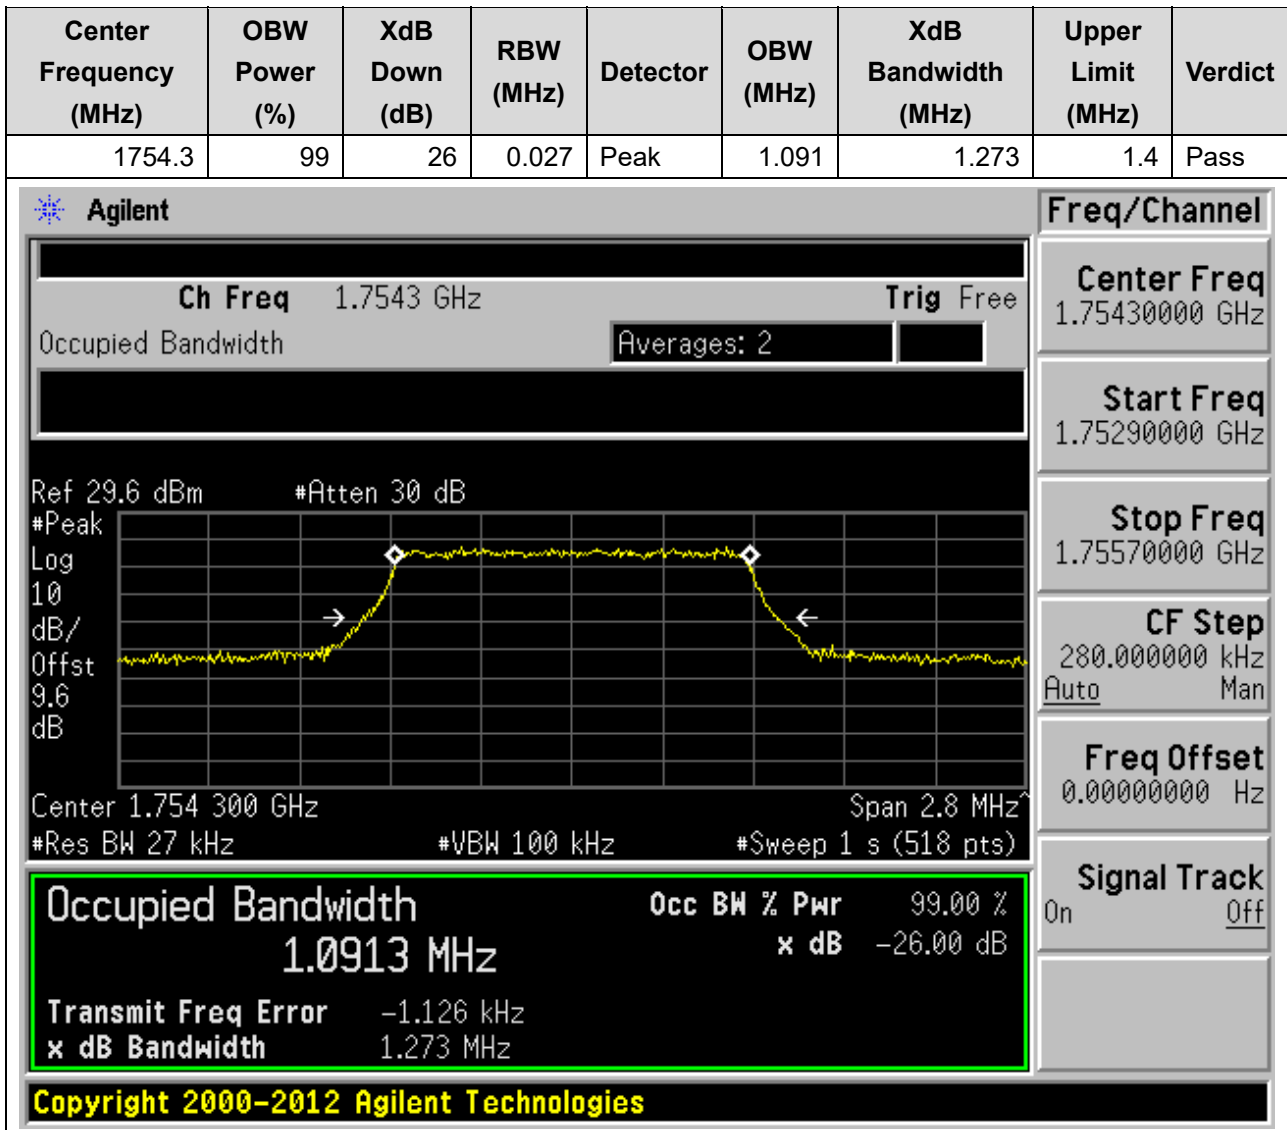 Center Frequency (MHz) OBW Power (%) XdB Down (dB) RBW (MHz) Detector OBW (MHz) XdB Bandwidth (MHz) Upper Limit (MHz) Verdict
1754.3 99 26 0.027 Peak 1.091 1.273 1.4 Pass
Agilent
Freq/Channel
Ch Freq 1.7543 GHz Trig Free
Occupied Bandwidth Averages: 2
Ref 29.6 dBm #Atten 30 dB
#Peak
Log
10
dB/
Offst
9.6
dB
Center 1.754 300 GHz Span 2.8 MHz^
#Res BW 27 kHz #VBW 100 kHz #Sweep 1 s (518 pts)
Occupied Bandwidth
1.0913 MHz
Occ BW % Pwr 99.00 %
x dB -26.00 dB
Transmit Freq Error -1.126 kHz
x dB Bandwidth 1.273 MHz
Center Freq
1.75430000 GHz
Start Freq
1.75290000 GHz
Stop Freq
1.75570000 GHz
CF Step
280.000000 kHz
Auto Man
Freq Offset
0.00000000 Hz
Signal Track
On Off
Copyright 2000-2012 Agilent Technologies